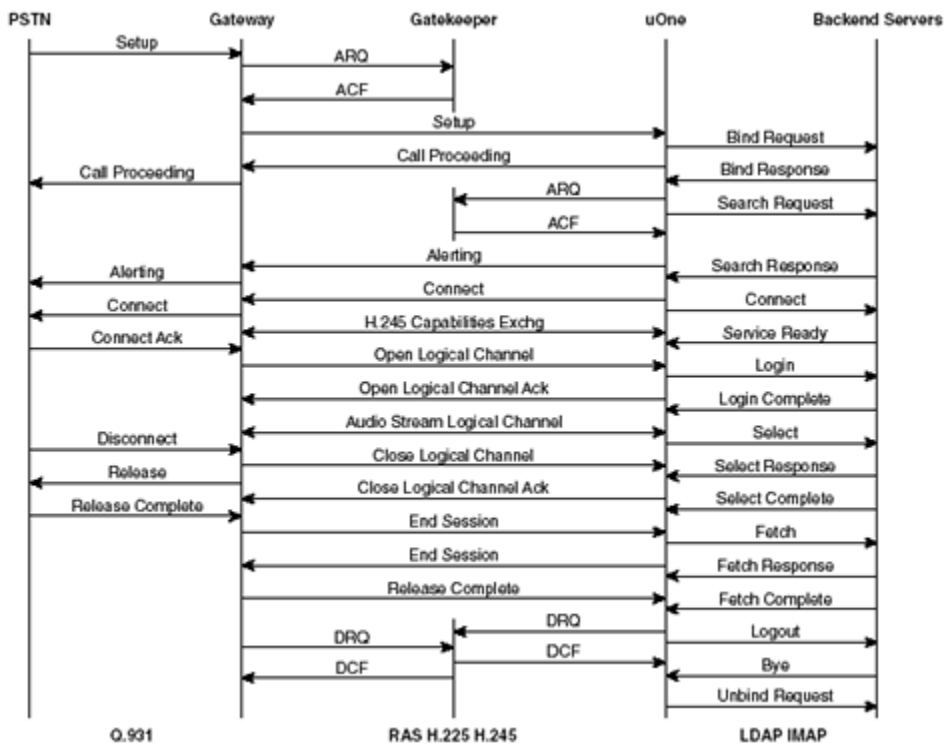 PSTN Gateway Gatekeeper uOne Backend Servers
Setup
ARQ
ACF
Setup
Bind Request
Call Proceeding
Bind Response
Call Proceeding
ARQ
Search Request
ACF
Alerting
Search Response
Alerting
Connect
Connect
Connect
H.245 Capabilities Exchg
Service Ready
Connect Ack
Open Logical Channel
Login
Open Logical Channel Ack
Login Complete
Audio Stream Logical Channel
Select
Disconnect
Close Logical Channel
Select Response
Release
Close Logical Channel Ack
Select Complete
Release Complete
End Session
Fetch
End Session
Fetch Response
Release Complete
Fetch Complete
DRQ
Logout
DRQ
DCF
Bye
DCF
Unbind Request
Q.931 RAS H.225 H.245 LDAP IMAP